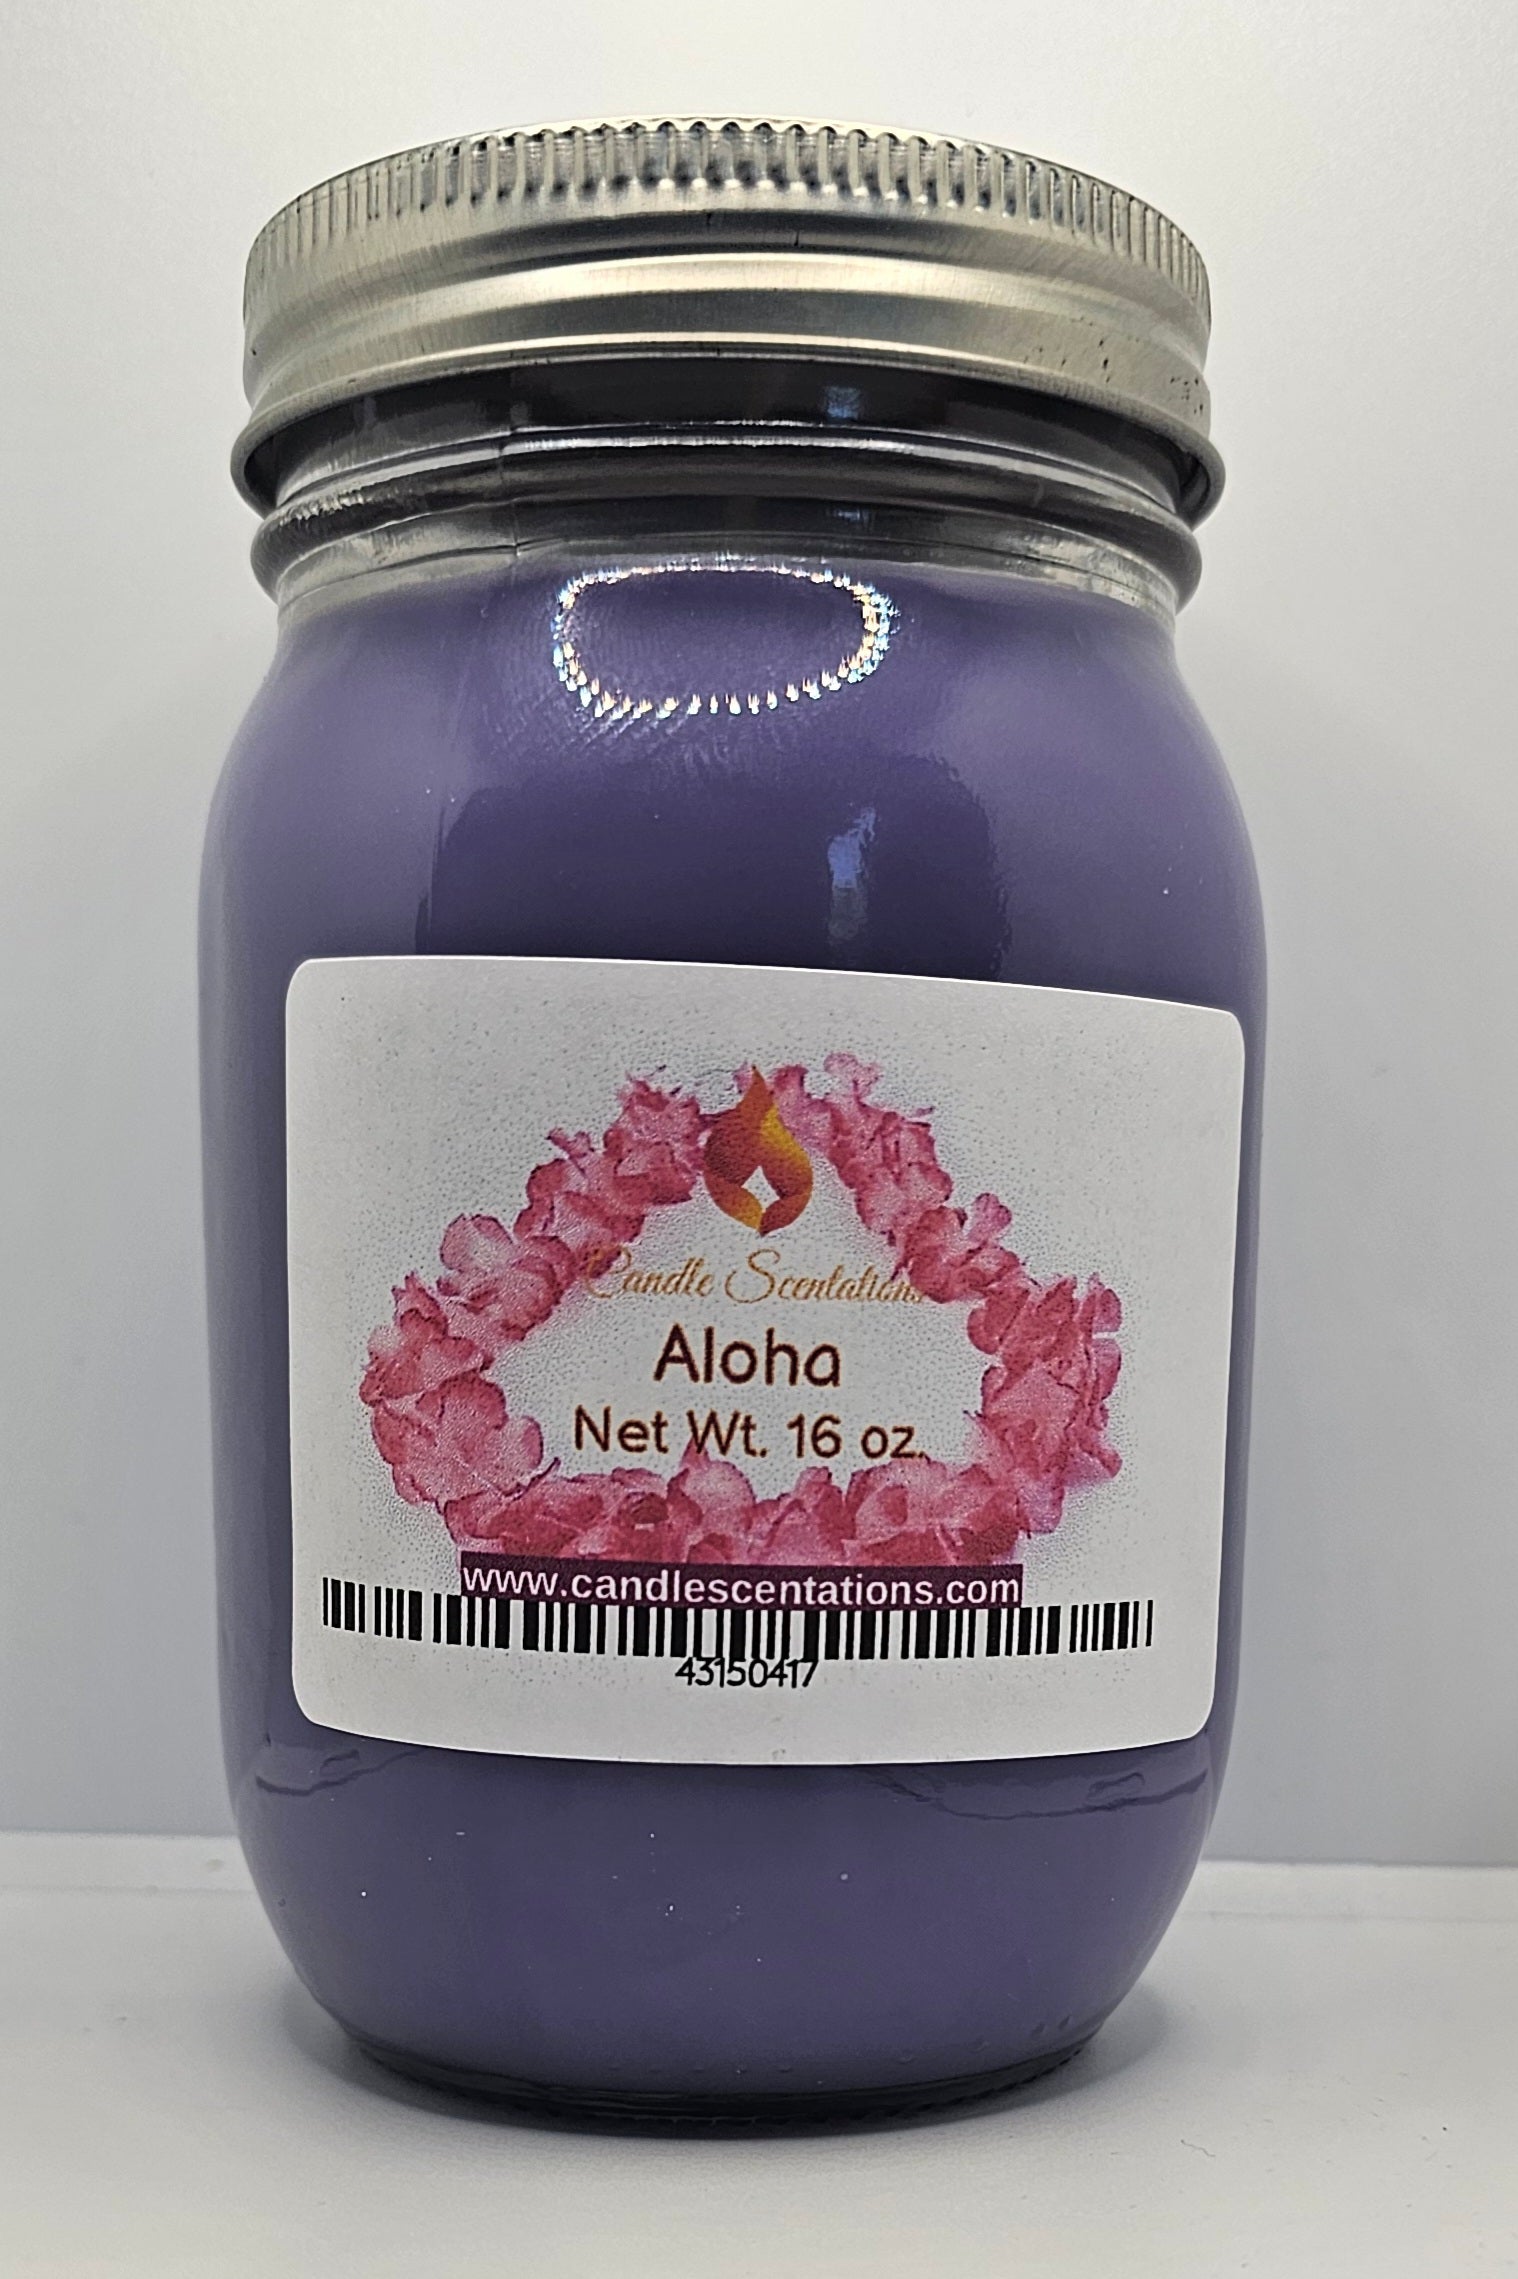 Candle Scentations
Aloha
Net Wt. 16 oz.
www.candlescentations.com
43150417